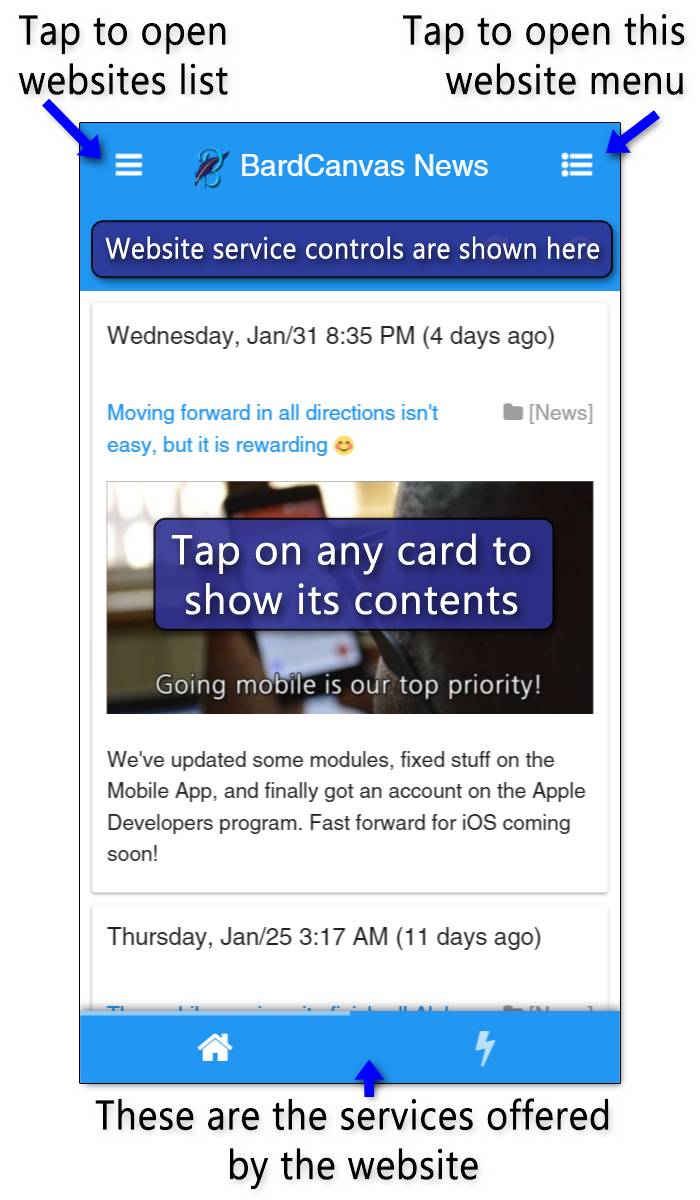 Tap to open
websites list
Tap to open this
website menu
BardCanvas News
Website service controls are shown here
Wednesday, Jan/31 8:35 PM (4 days ago)
Moving forward in all directions isn't
easy, but it is rewarding 😊
[News]
Tap on any card to
show its contents
Going mobile is our top priority!
We've updated some modules, fixed stuff on the
Mobile App, and finally got an account on the Apple
Developers program. Fast forward for iOS coming
soon!
Thursday, Jan/25 3:17 AM (11 days ago)
These are the services offered
by the website